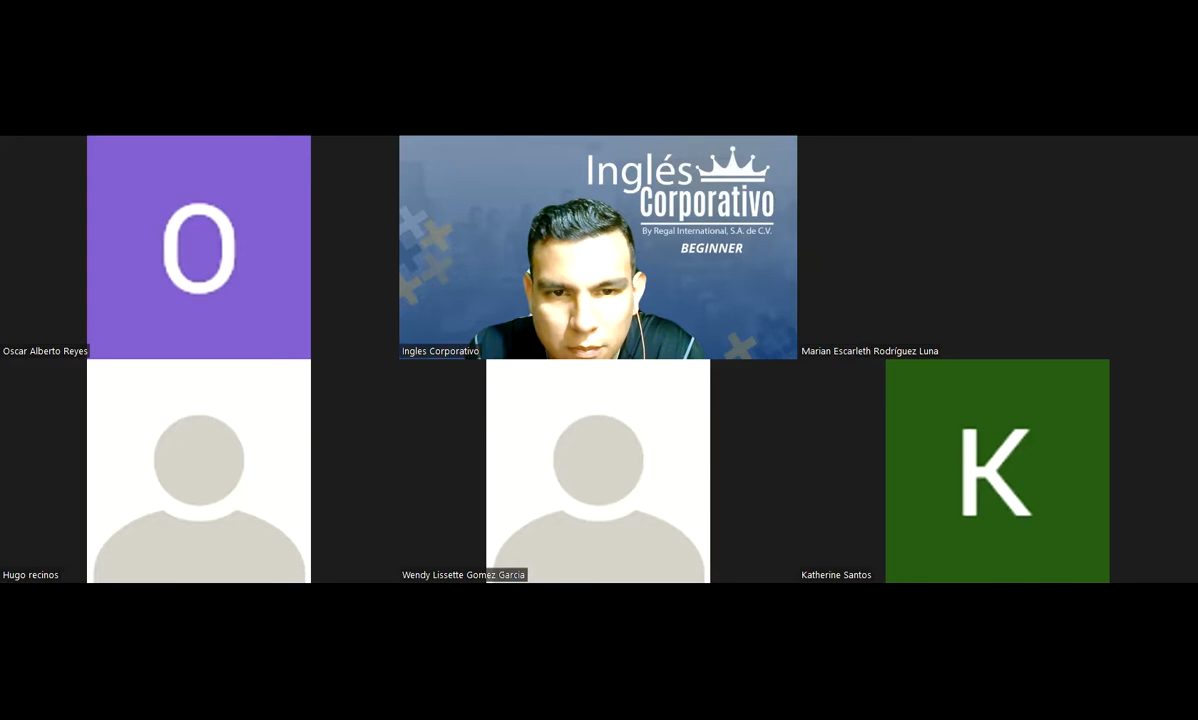 O
Inglés
Corporativo
By Regal International, S.A. de C.V.
BEGINNER
Oscar Alberto Reyes
Ingles Corporativo
Marian Escarleth Rodríguez Luna
K
Hugo recinos
Wendy Lissette Gomez Garcia
Katherine Santos